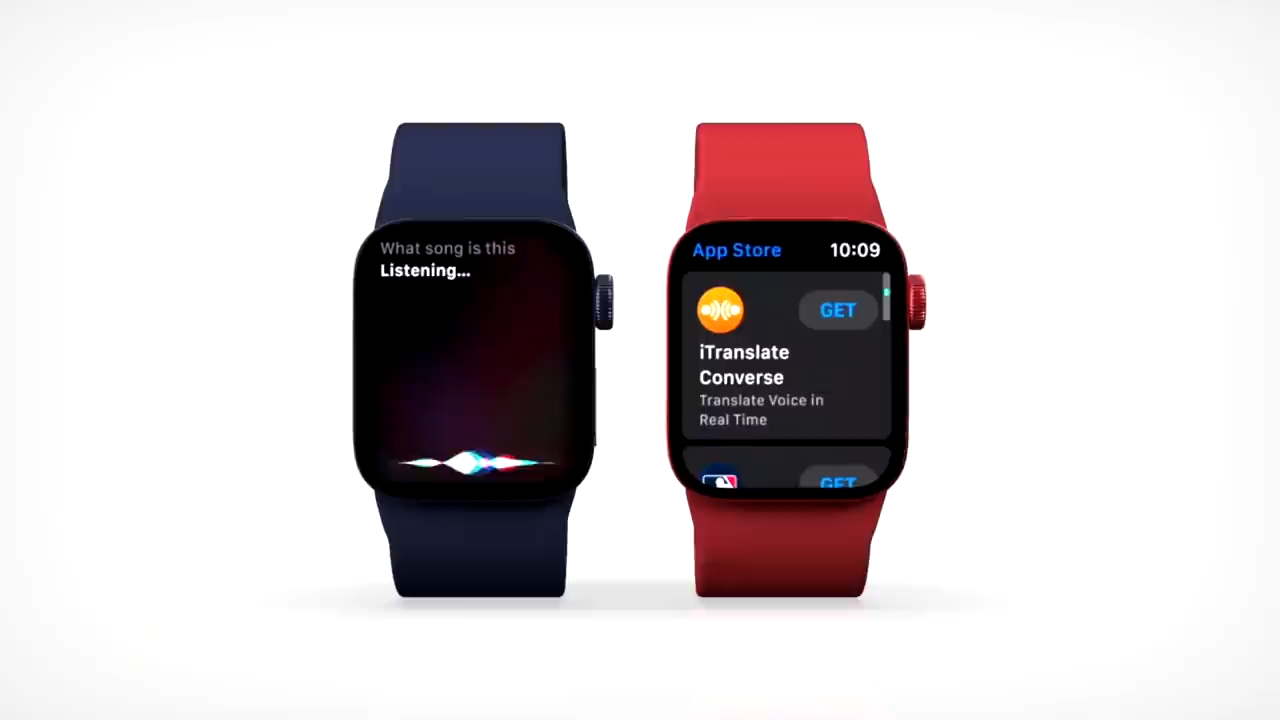 What song is this
Listening...
App Store 10:09
GET
iTranslate
Converse
Translate Voice in
Real Time
GET